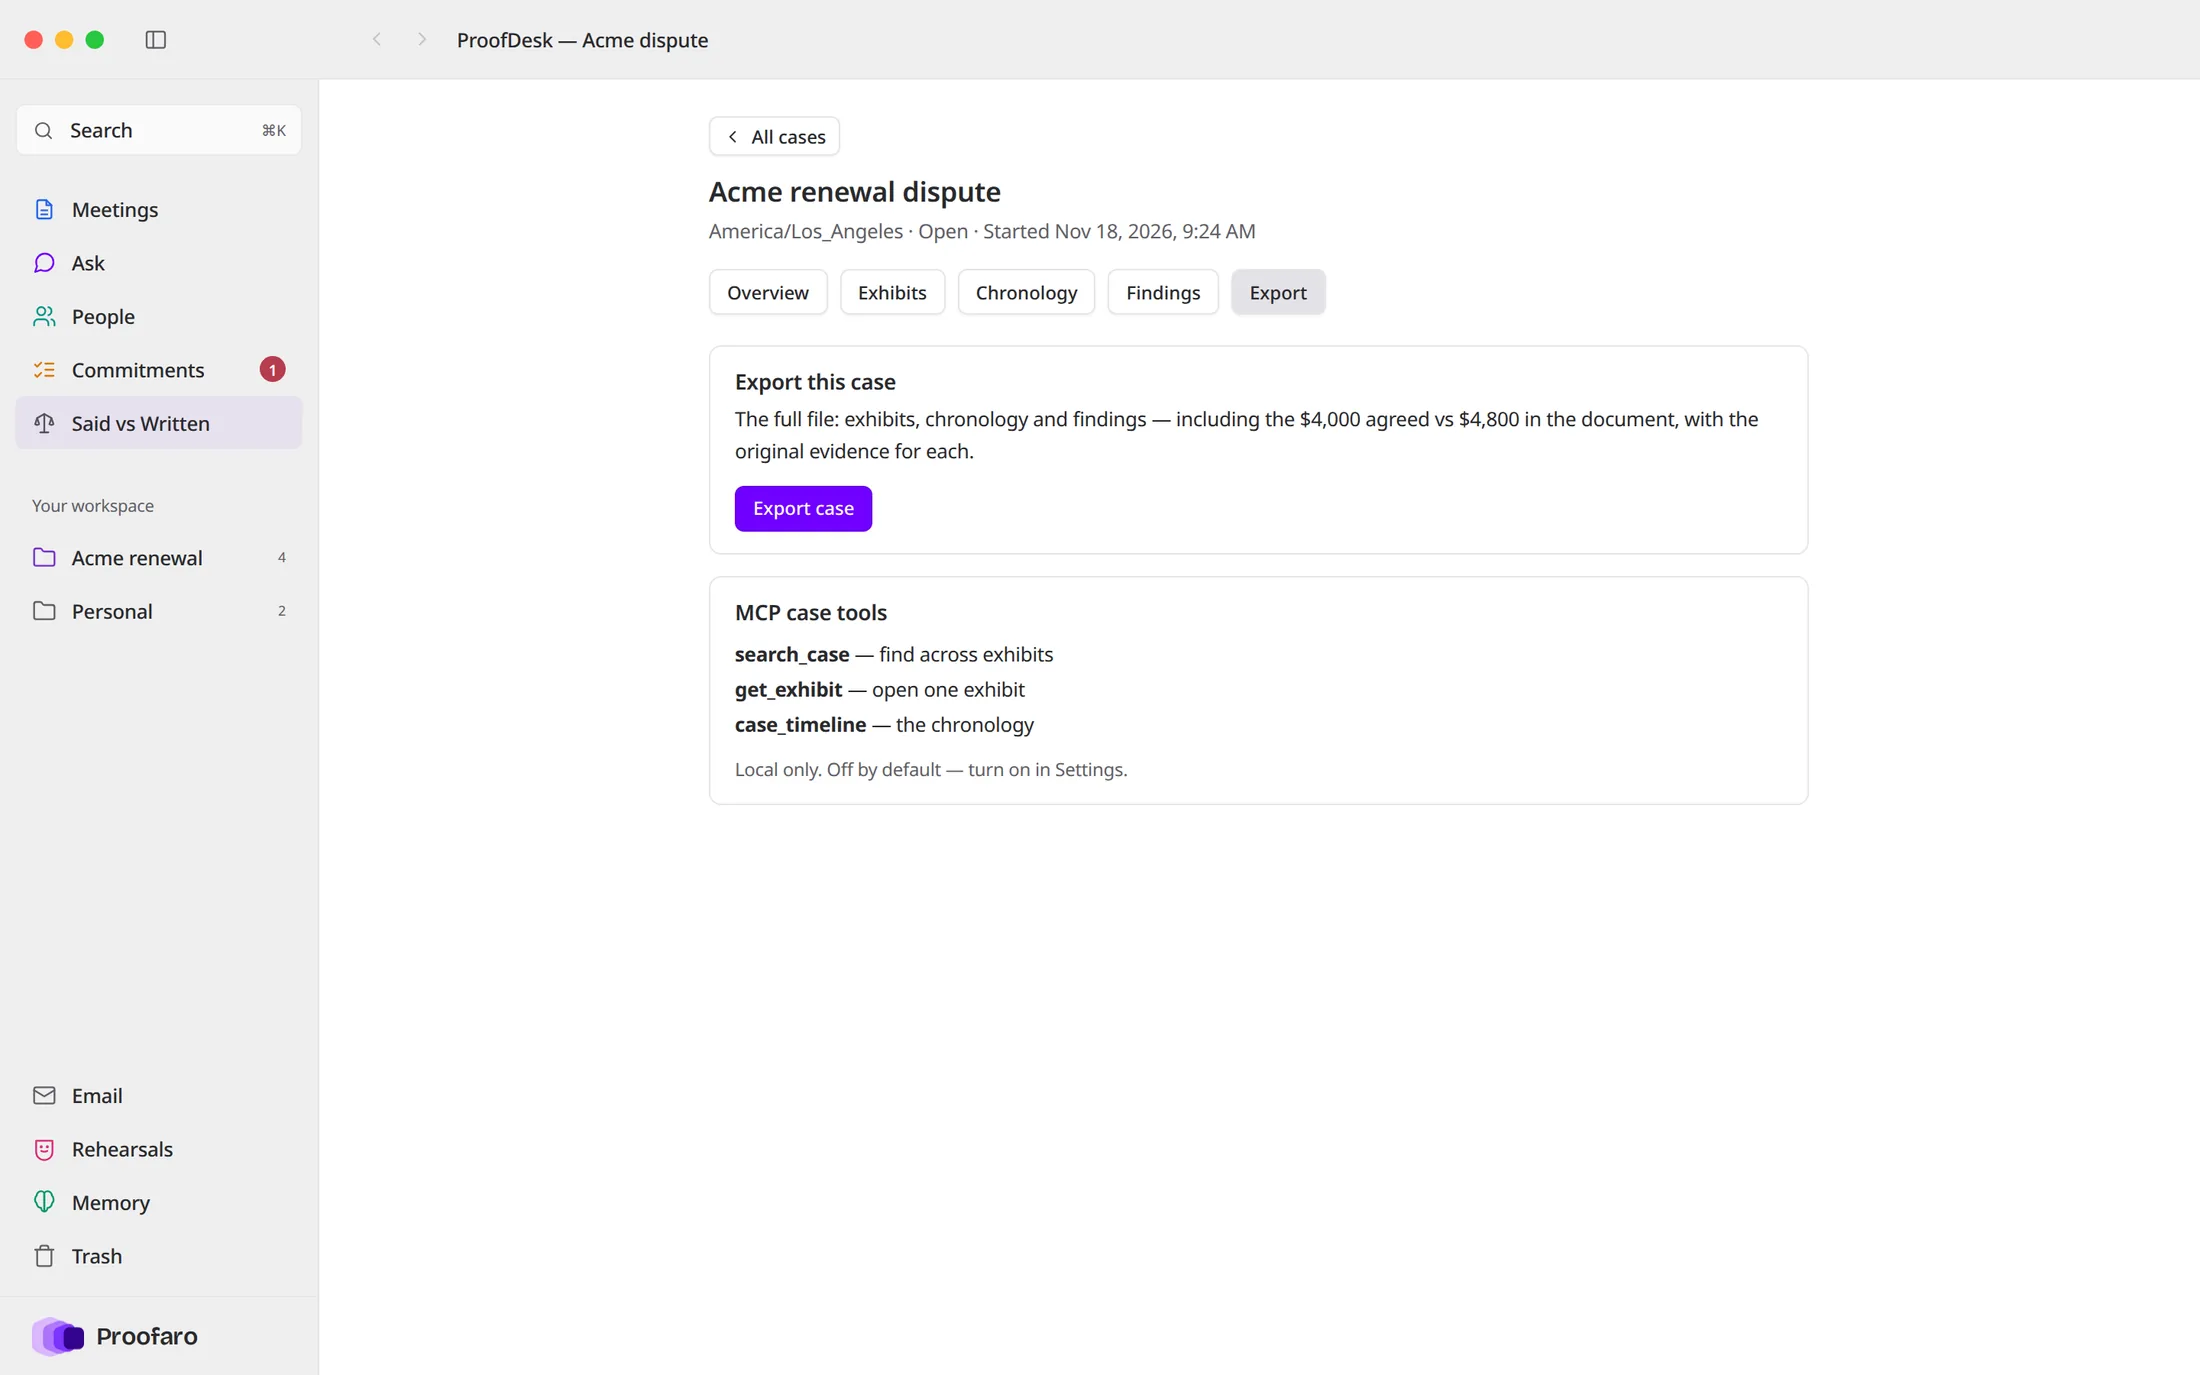 ProofDesk — Acme dispute
Search ⌘K
Meetings
Ask
People
Commitments 1
Said vs Written
Your workspace
Acme renewal 4
Personal 2
Email
Rehearsals
Memory
Trash
Proofaro
All cases
Acme renewal dispute
America/Los_Angeles · Open · Started Nov 18, 2026, 9:24 AM
Overview Exhibits Chronology Findings Export
Export this case
The full file: exhibits, chronology and findings — including the $4,000 agreed vs $4,800 in the document, with the
original evidence for each.
Export case
MCP case tools
search_case — find across exhibits
get_exhibit — open one exhibit
case_timeline — the chronology
Local only. Off by default — turn on in Settings.